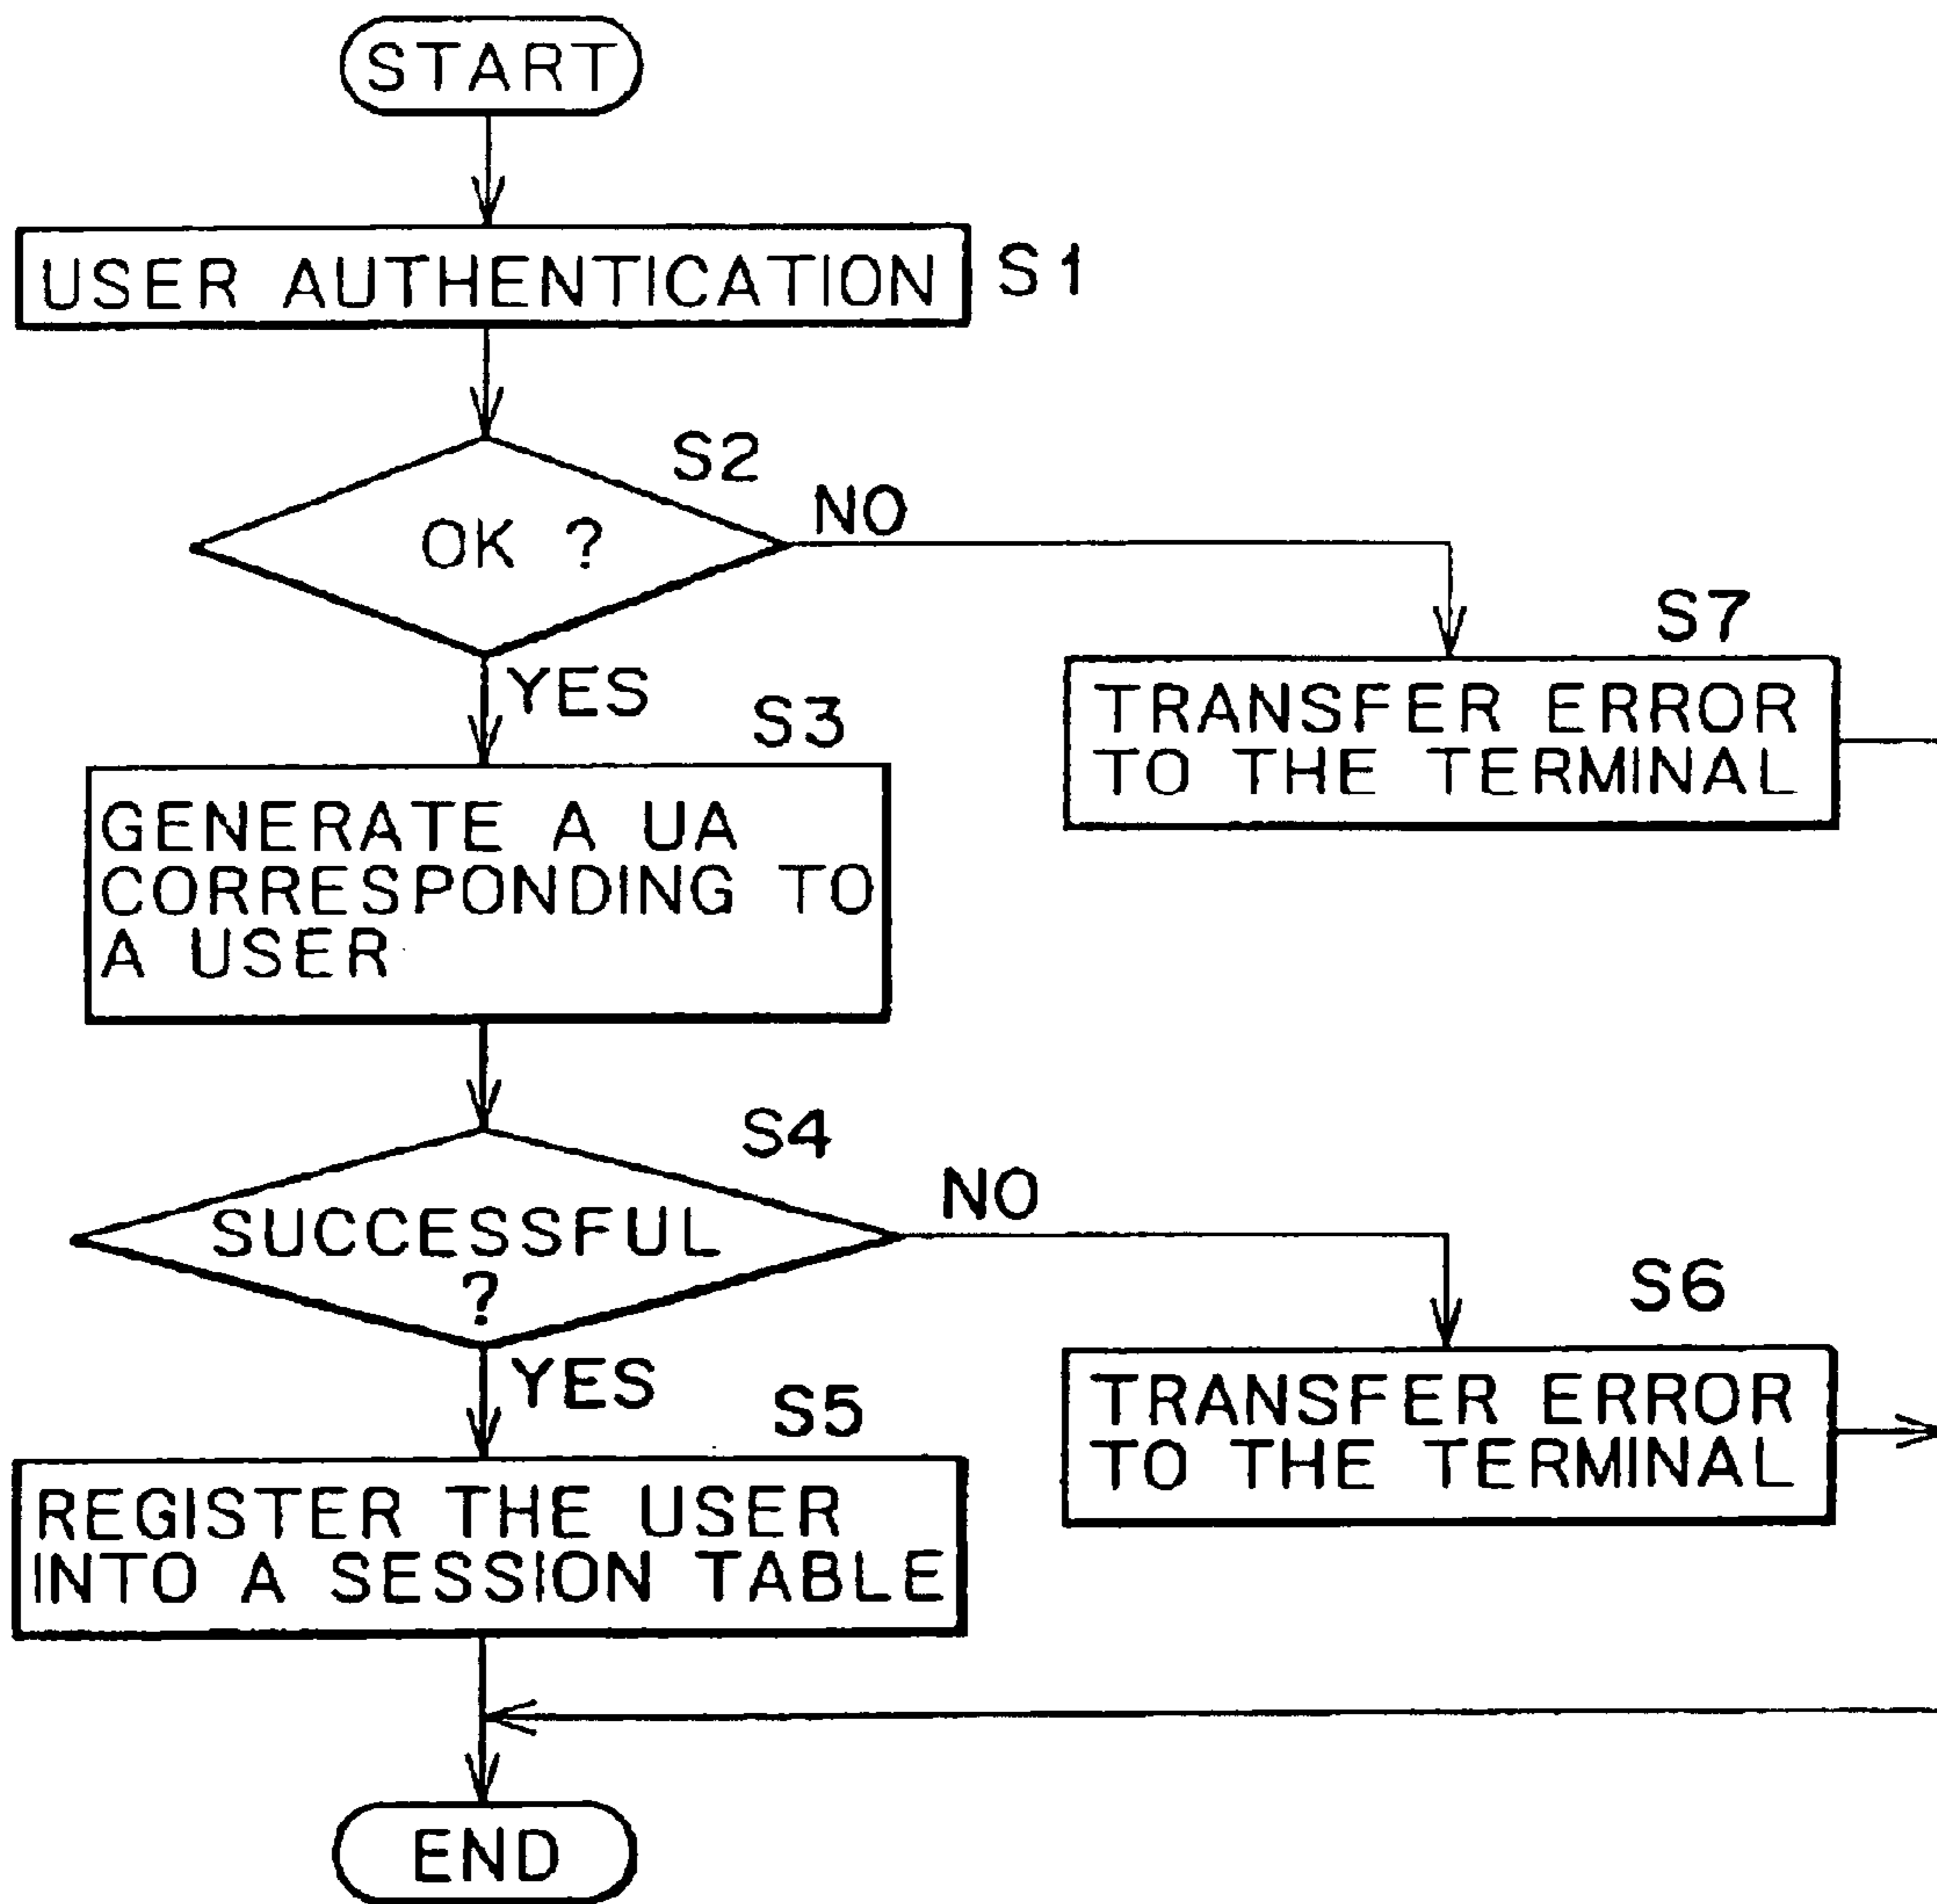 START
USER AUTHENTICATION
S1
S2
OK ?
NO
YES
S7
TRANSFER ERROR
TO THE TERMINAL
S3
GENERATE A UA
CORRESPONDING TO
A USER
S4
SUCCESSFUL
?
NO
YES
S6
TRANSFER ERROR
TO THE TERMINAL
S5
REGISTER THE USER
INTO A SESSION TABLE
END